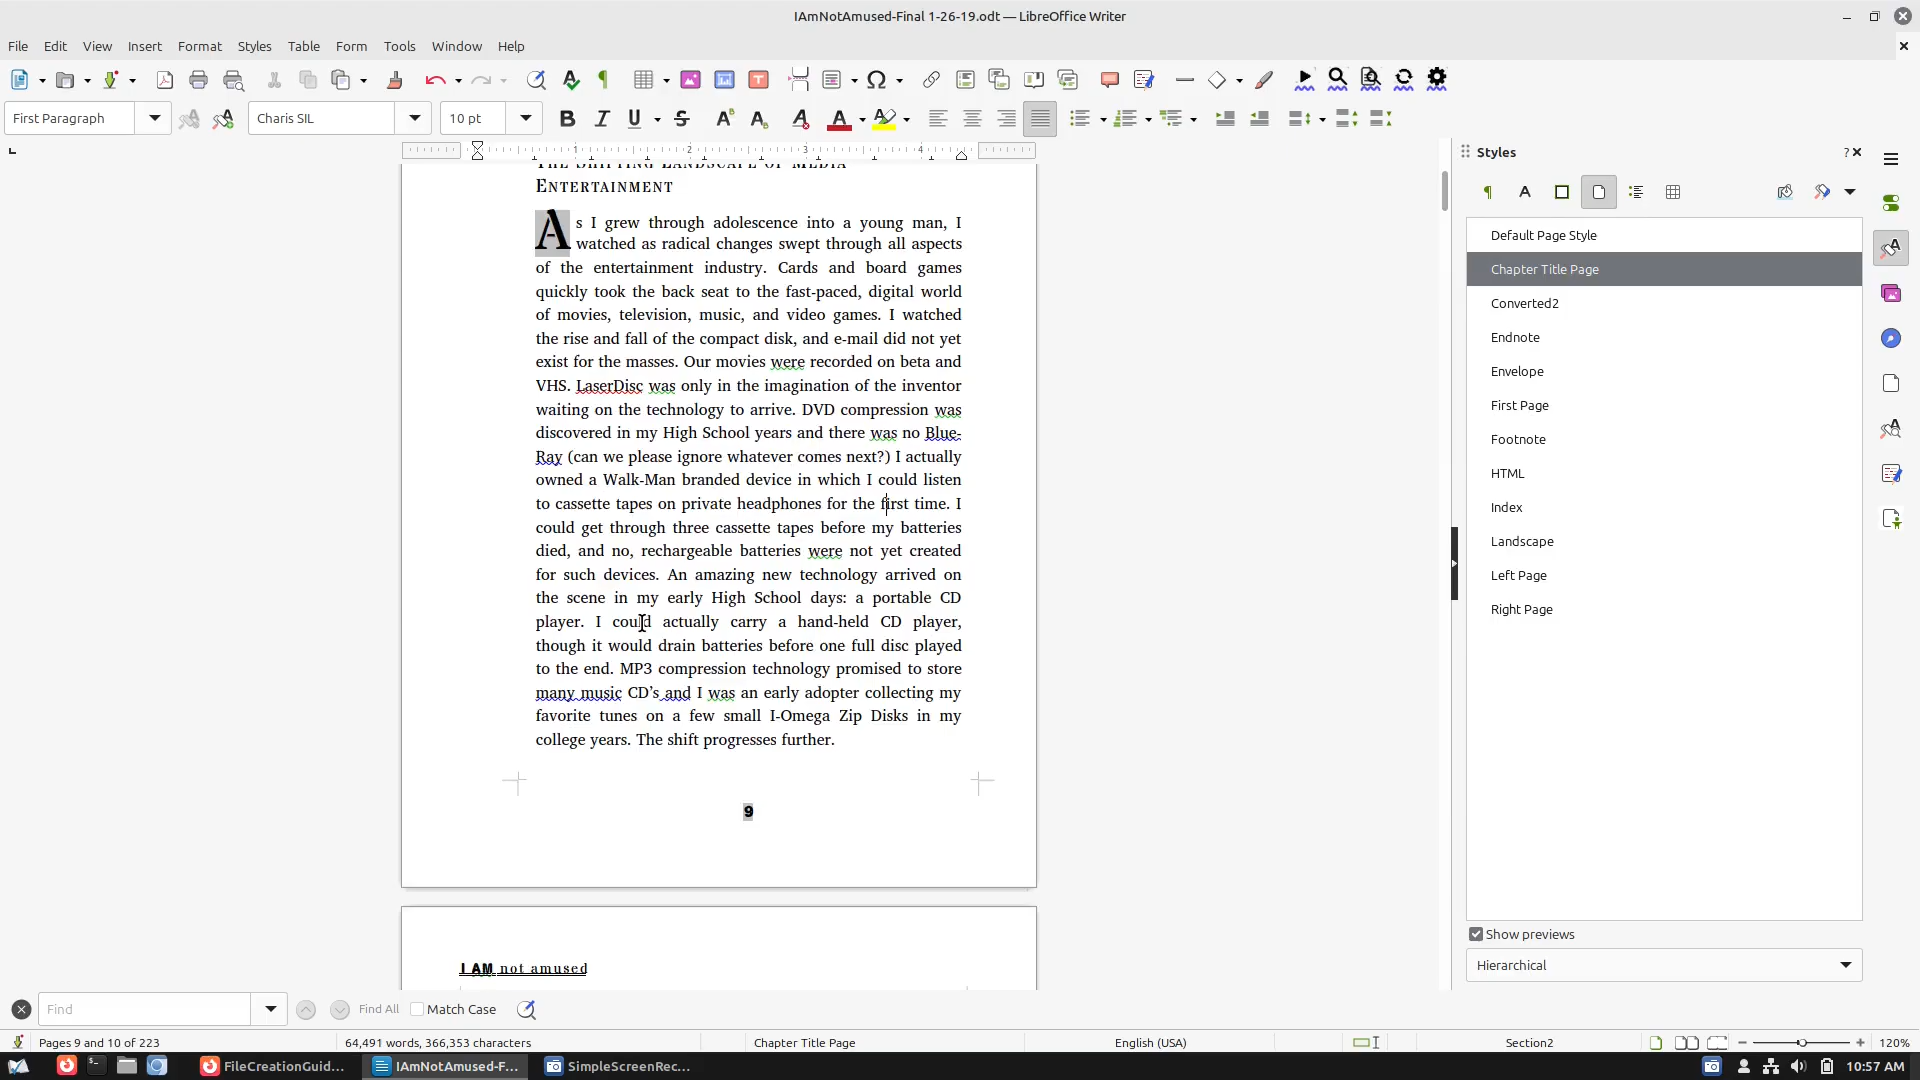 IAmNotAmused-Final 1-26-19.odt — LibreOffice Writer
File Edit View Insert Format Styles Table Form Tools Window Help
First Paragraph Charis SIL 10 pt
Styles
The Shifting Landscape of Media
Entertainment
As I grew through adolescence into a young man, I
watched as radical changes swept through all aspects
of the entertainment industry. Cards and board games
quickly took the back seat to the fast-paced, digital world
of movies, television, music, and video games. I watched
the rise and fall of the compact disk, and e-mail did not yet
exist for the masses. Our movies were recorded on beta and
VHS. LaserDisc was only in the imagination of the inventor
waiting on the technology to arrive. DVD compression was
discovered in my High School years and there was no Blue-
Ray (can we please ignore whatever comes next?) I actually
owned a Walk-Man branded device in which I could listen
to cassette tapes on private headphones for the first time. I
could get through three cassette tapes before my batteries
died, and no, rechargeable batteries were not yet created
for such devices. An amazing new technology arrived on
the scene in my early High School days: a portable CD
player. I could actually carry a hand-held CD player,
though it would drain batteries before one full disc played
to the end. MP3 compression technology promised to store
many music CD’s and I was an early adopter collecting my
favorite tunes on a few small I-Omega Zip Disks in my
college years. The shift progresses further.
9
I AM not amused
Default Page Style
Chapter Title Page
Converted2
Endnote
Envelope
First Page
Footnote
HTML
Index
Landscape
Left Page
Right Page
Show previews
Hierarchical
Find Find All Match Case
Pages 9 and 10 of 223 64,491 words, 366,353 characters Chapter Title Page English (USA) Section2 120%
FileCreationGuid... IAmNotAmused-F... SimpleScreenRec... 10:57 AM